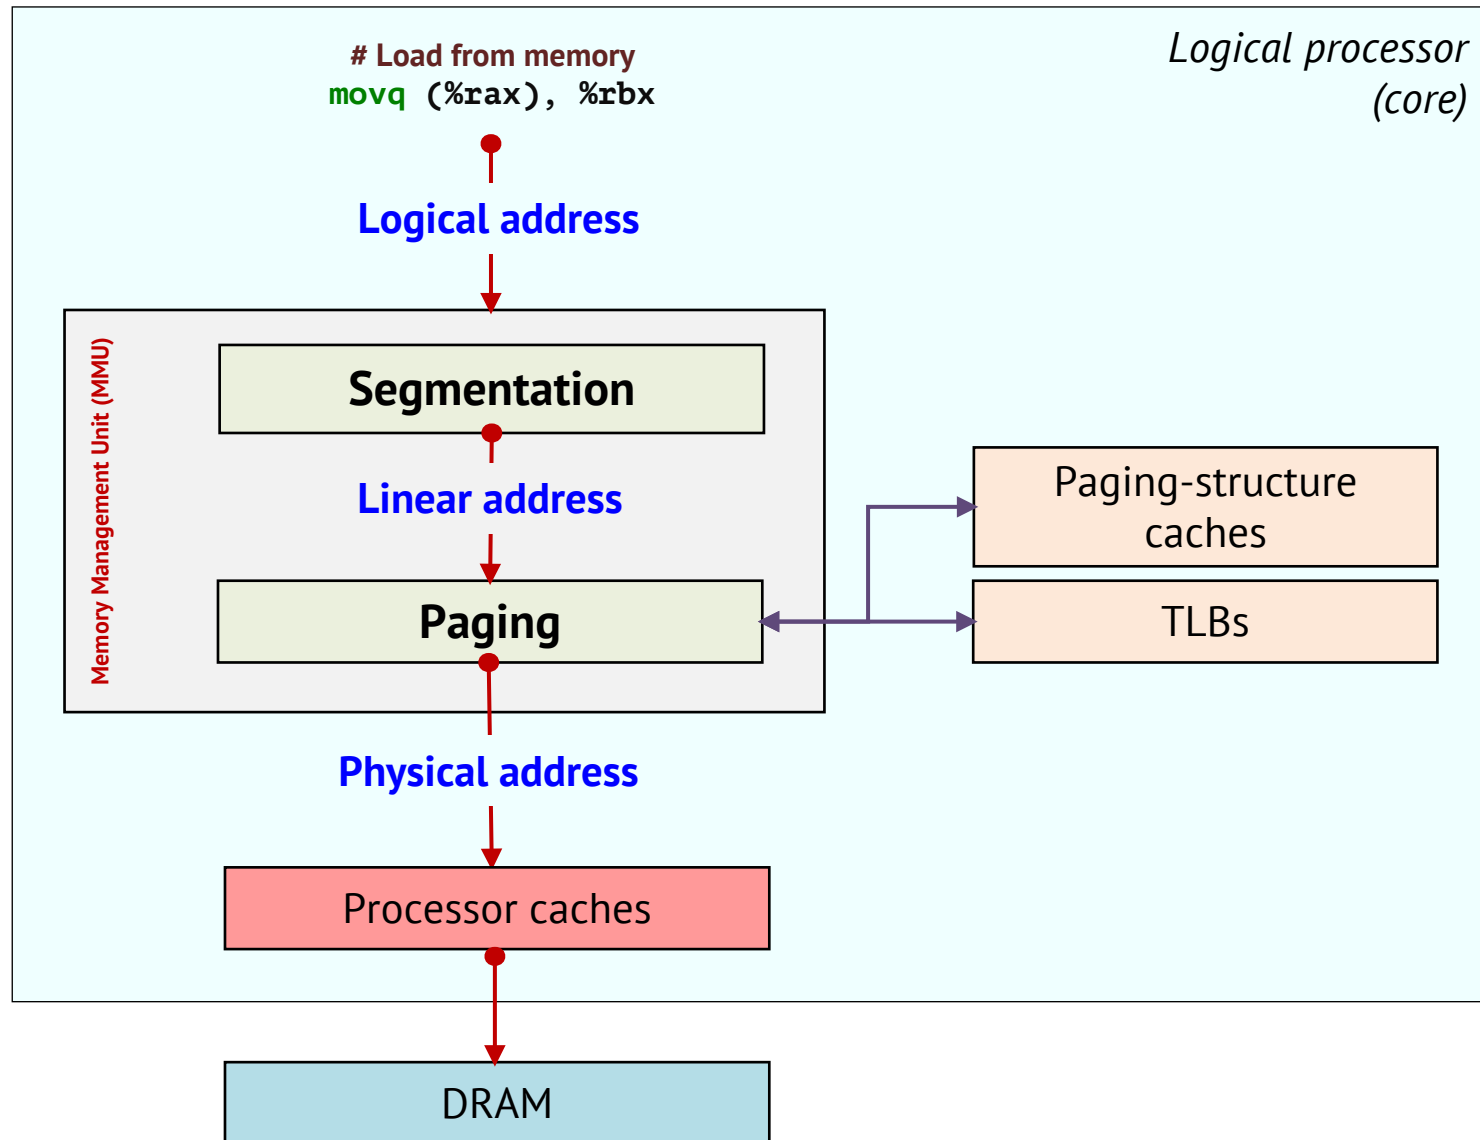 # Load from memory
movq (%rax), %rbx
Logical processor
(core)
Logical address
Memory Management Unit (MMU)
Segmentation
Linear address
Paging-structure
caches
Paging
TLBs
Physical address
Processor caches
DRAM